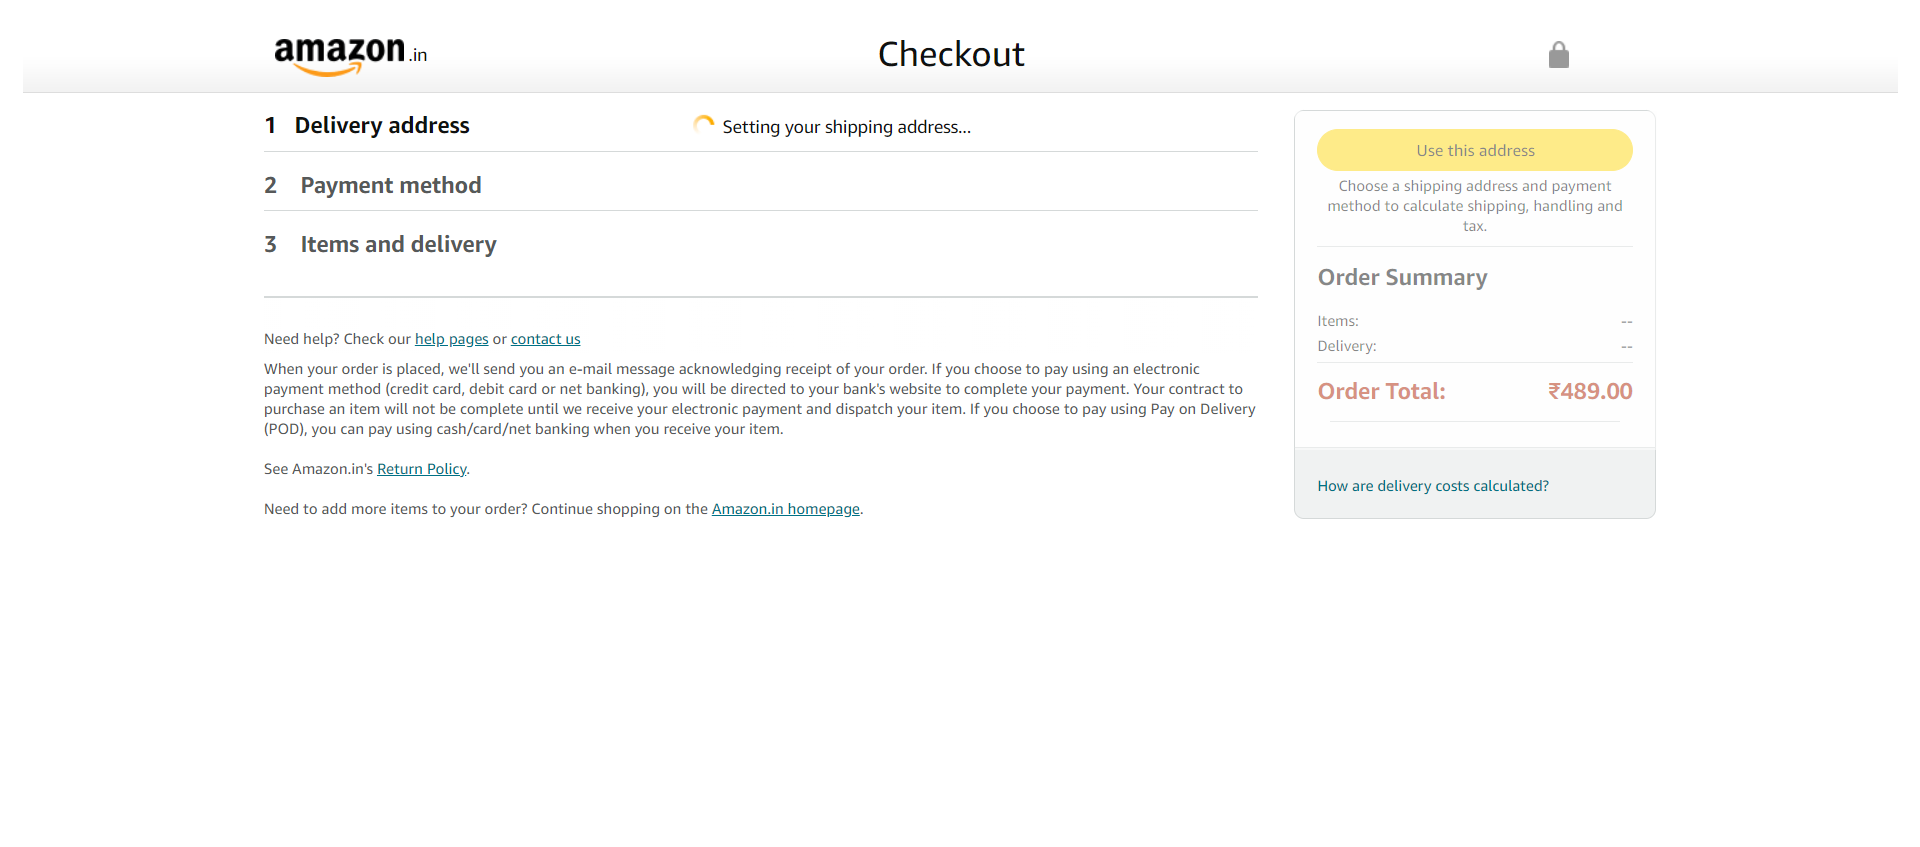 amazon.in
Checkout
1 Delivery address
Setting your shipping address...
2 Payment method
3 Items and delivery
Need help? Check our help pages or contact us
When your order is placed, we'll send you an e-mail message acknowledging receipt of your order. If you choose to pay using an electronic
payment method (credit card, debit card or net banking), you will be directed to your bank's website to complete your payment. Your contract to
purchase an item will not be complete until we receive your electronic payment and dispatch your item. If you choose to pay using Pay on Delivery
(POD), you can pay using cash/card/net banking when you receive your item.
See Amazon.in's Return Policy.
Need to add more items to your order? Continue shopping on the Amazon.in homepage.
Use this address
Choose a shipping address and payment
method to calculate shipping, handling and
tax.
Order Summary
Items: --
Delivery: --
Order Total: ₹489.00
How are delivery costs calculated?